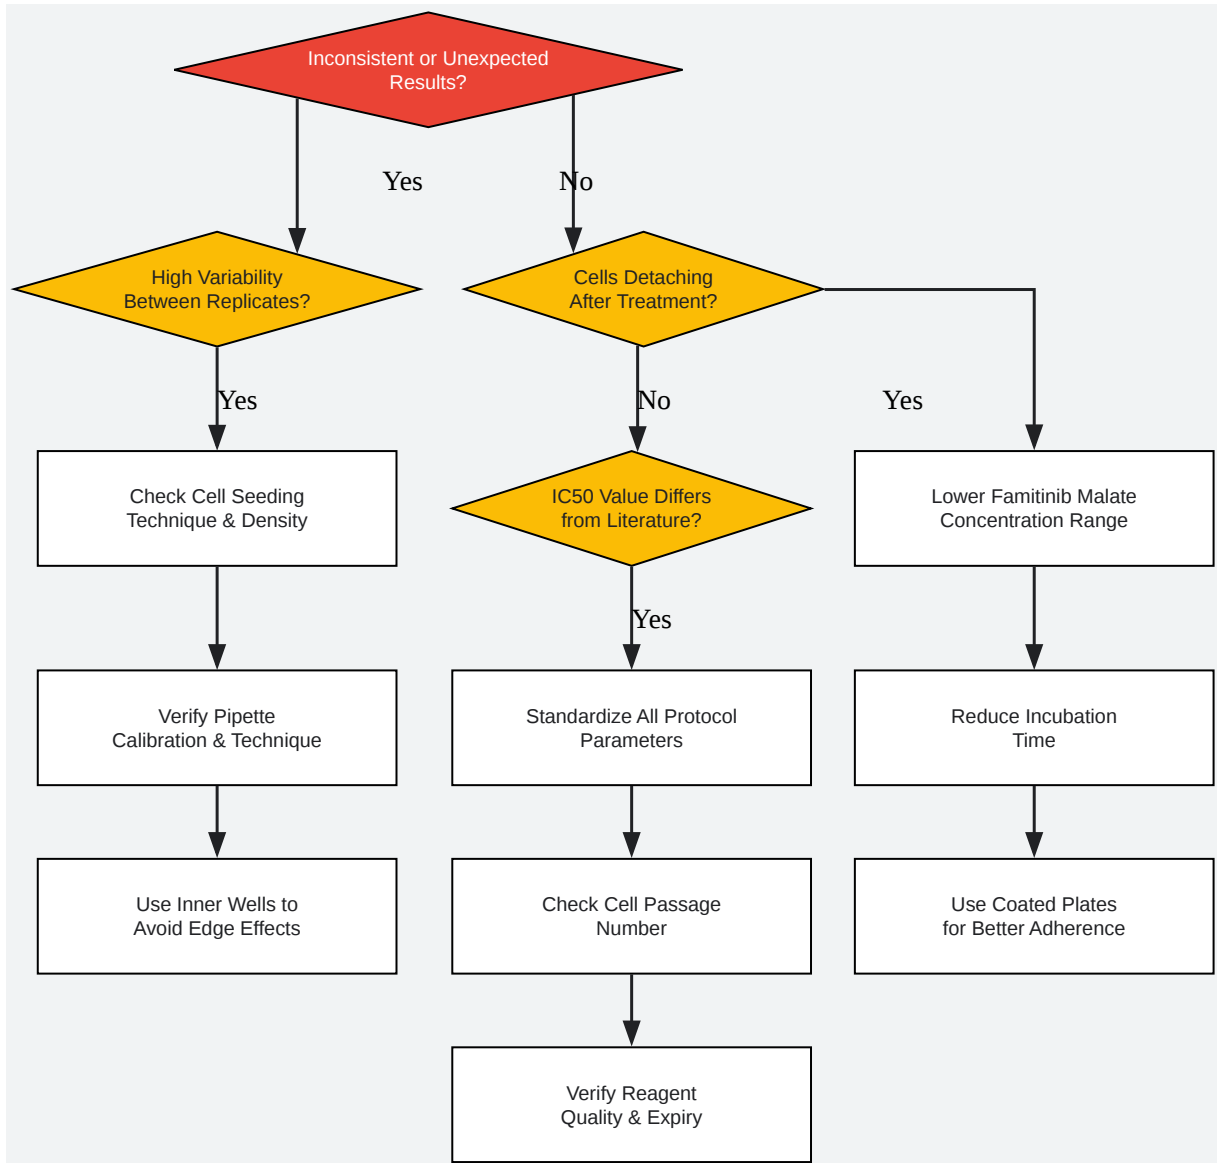 Inconsistent or Unexpected
Results?
Yes
No
High Variability
Between Replicates?
Cells Detaching
After Treatment?
Yes
No
Yes
Check Cell Seeding
Technique & Density
IC50 Value Differs
from Literature?
Lower Famitinib Malate
Concentration Range
Yes
Verify Pipette
Calibration & Technique
Standardize All Protocol
Parameters
Reduce Incubation
Time
Use Inner Wells to
Avoid Edge Effects
Check Cell Passage
Number
Use Coated Plates
for Better Adherence
Verify Reagent
Quality & Expiry